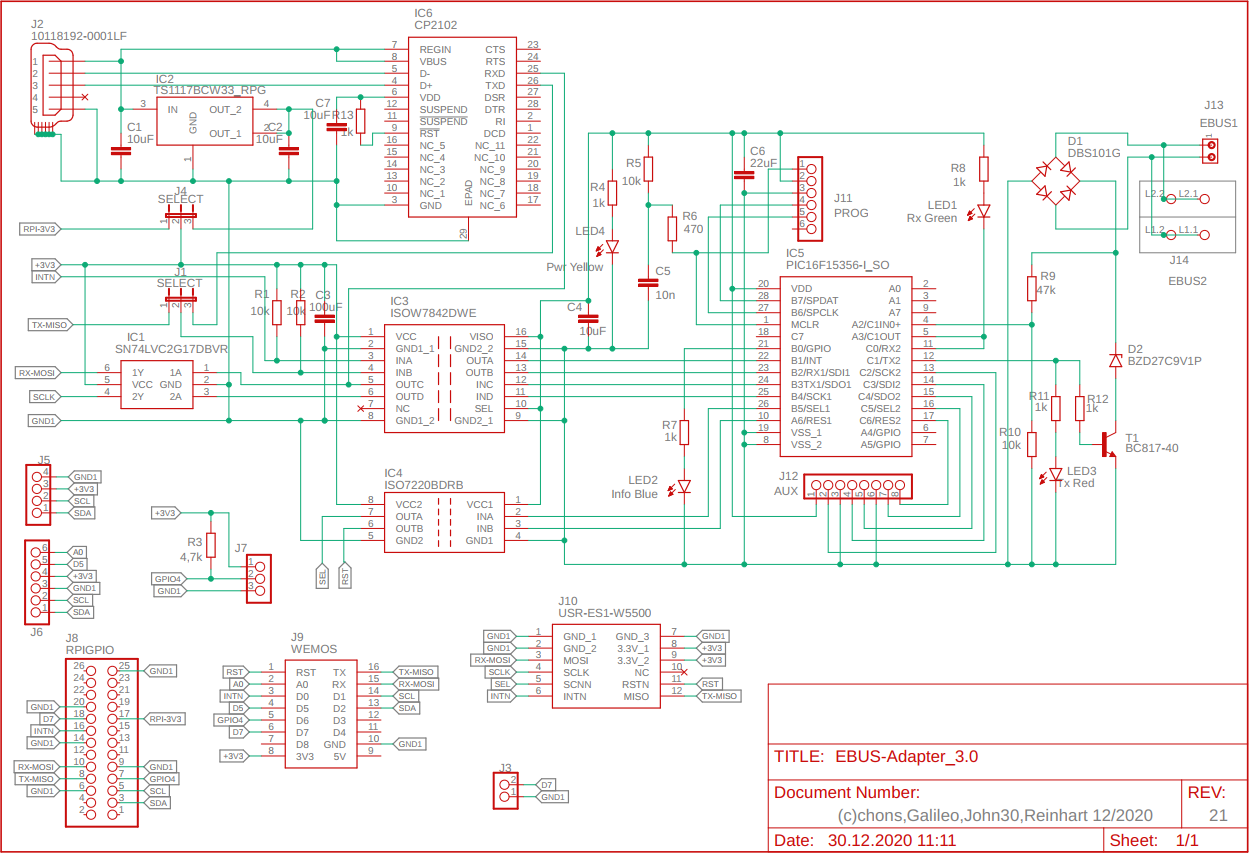 J2
10118192-0001LF
1
2
3
4
5
IC6
CP2102
7 REGIN CTS 23
8 VBUS RTS 24
5 D- RXD 25
4 D+ TXD 26
6 VDD DSR 27
12 SUSPEND DTR 28
11 SUSPEND RI 2
9 RST DCD 1
16 NC_5 NC_11 22
15 NC_4 NC_10 21
14 NC_3 NC_9 20
13 NC_2 NC_8 19
10 NC_1 NC_7 18
3 GND NC_6 17
EPAD
29
IC2
TS1117BCW33_RPG
3 IN OUT_2 4
OUT_1 2
GND
1
C1
10uF
C2
10uF
C7
10uF
R13
1k
J4
SELECT
1 2 3
RPI-3V3
+3V3
INTN
J1
SELECT
1 2 3
TX-MISO
R1
10k
R2
10k
C3
100uF
IC1
SN74LVC2G17DBVR
6 1Y 1A 1
5 VCC GND 2
4 2Y 2A 3
RX-MOSI
SCLK
GND1
IC3
ISOW7842DWE
1 VCC VISO 16
2 GND1_1 GND2_2 15
3 INA OUTA 14
4 INB OUTB 13
5 OUTC INC 12
6 OUTD IND 11
7 NC SEL 10
8 GND1_2 GND2_1 9
IC4
ISO7220BDRB
8 VCC2 VCC1 1
7 OUTA INA 2
6 OUTB INB 3
5 GND2 GND1 4
SEL
RST
R4
1k
R5
10k
R6
470
LED4
Pwr Yellow
C4
10uF
C5
10n
C6
22uF
J11
PROG
1
2
3
4
5
6
R8
1k
LED1
Rx Green
D1
DBS101G
J13
EBUS1
1
L2.2 L2.1
L1.2 L1.1
J14
EBUS2
IC5
PIC16F15356-I_SO
20 VDD A0 2
28 B7/SPDAT A1 3
27 B6/SPCLK A7 9
1 MCLR A2/C1IN0+ 4
18 C7 A3/C1OUT 5
21 B0/GPIO C0/RX2 11
22 B1/INT C1/TX2 12
23 B2/RX1/SDI1 C2/SCK2 13
24 B3TX1/SDO1 C3/SDI2 14
25 B4/SCK1 C4/SDO2 15
26 B5/SEL1 C5/SEL2 16
10 A6/RES1 C6/RES2 17
19 VSS_1 A4/GPIO 6
8 VSS_2 A5/GPIO 7
R9
47k
D2
BZD27C9V1P
R11
1k
R12
1k
R10
10k
T1
BC817-40
LED3
Tx Red
R7
1k
LED2
Info Blue
J12
AUX
1 2 3 4 5 6 7 8
J5
4 GND1
3 +3V3
2 SCL
1 SDA
6 A0
5 D5
4 +3V3
3 GND1
2 SCL
1 SDA
J6
+3V3
R3
4,7k
J7
GPIO4
GND1
1
2
3
J8
RPIGPIO
26 25 GND1
24 23
22 21
GND1 20 19
D7 18 17 RPI-3V3
INTN 16 15
GND1 14 13
12 11
RX-MOSI 10 9 GND1
TX-MISO 8 7 GPIO4
GND1 6 5 SCL
4 3 SDA
2 1
J9
WEMOS
RST 1 RST TX 16 TX-MISO
A0 2 A0 RX 15 RX-MOSI
INTN 3 D0 D1 14 SCL
D5 4 D5 D2 13 SDA
GPIO4 5 D6 D3 12
D7 6 D7 D4 11
7 D8 GND 10 GND1
+3V3 8 3V3 5V 9
J10
USR-ES1-W5500
GND1 1 GND_1 GND_3 7 GND1
GND1 2 GND_2 3.3V_1 8 +3V3
RX-MOSI 3 MOSI 3.3V_2 9 +3V3
SCLK 4 SCLK NC 10
SEL 5 SCNN RSTN 11 RST
INTN 6 INTN MISO 12 TX-MISO
J3
2 D7
1 GND1
TITLE: EBUS-Adapter_3.0
Document Number:
(c)chons,Galileo,John30,Reinhart 12/2020
REV:
21
Date: 30.12.2020 11:11
Sheet: 1/1